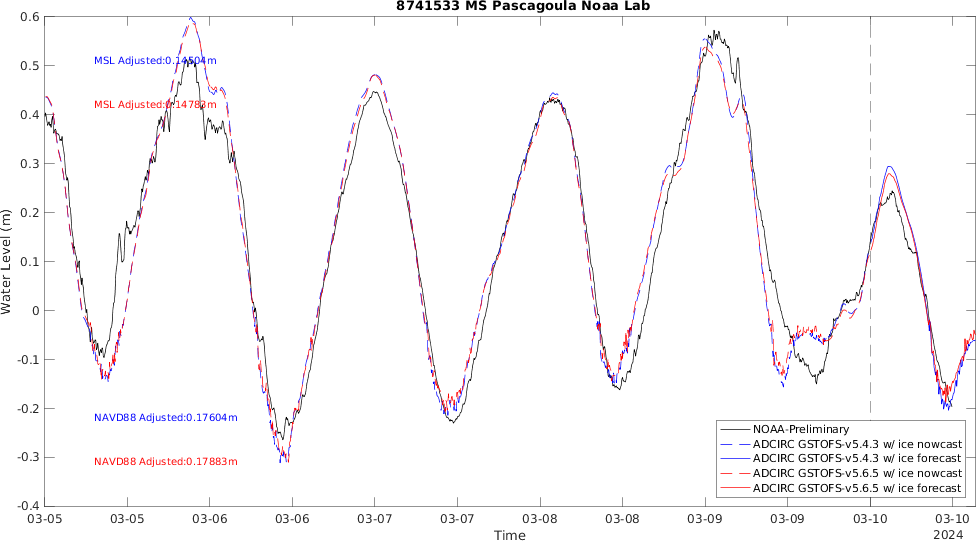 8741533 MS Pascagoula Noaa Lab
0.6
0.5
0.4
0.3
0.2
0.1
0
-0.1
-0.2
-0.3
-0.4
Water Level (m)
MSL Adjusted:0.14504m
MSL Adjusted:0.14783m
NAVD88 Adjusted:0.17604m
NAVD88 Adjusted:0.17883m
NOAA-Preliminary
ADCIRC GSTOFS-v5.4.3 w/ ice nowcast
ADCIRC GSTOFS-v5.4.3 w/ ice forecast
ADCIRC GSTOFS-v5.6.5 w/ ice nowcast
ADCIRC GSTOFS-v5.6.5 w/ ice forecast
03-05 03-05 03-06 03-06 03-07 03-07 03-08 03-08 03-09 03-09 03-10 03-10
2024
Time